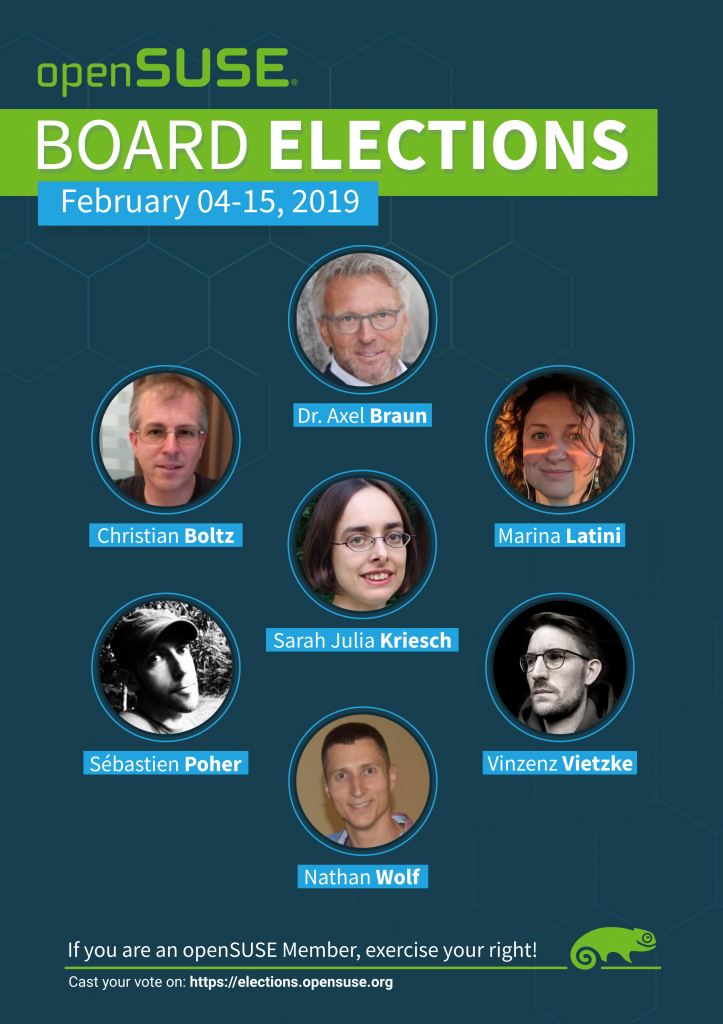 openSUSE®
BOARD ELECTIONS
February 04-15, 2019
Dr. Axel Braun
Christian Boltz
Marina Latini
Sarah Julia Kriesch
Sébastien Poher
Vinzenz Vietzke
Nathan Wolf
If you are an openSUSE Member, exercise your right!
Cast your vote on: https://elections.opensuse.org